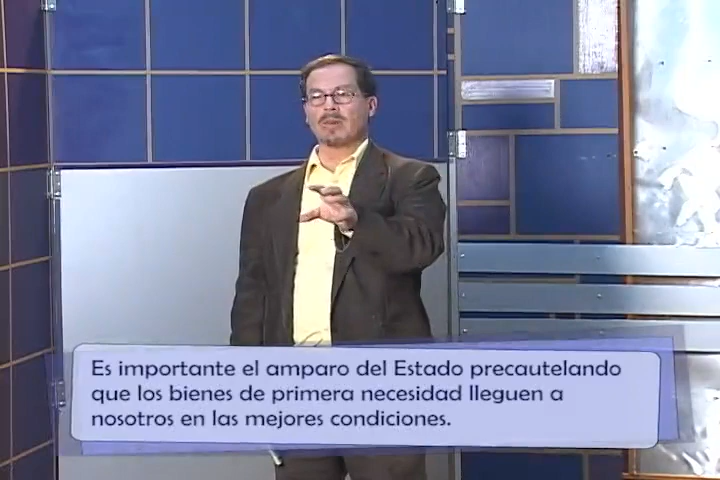 Es importante el amparo del Estado precautelando
que los bienes de primera necesidad lleguen a
nosotros en las mejores condiciones.